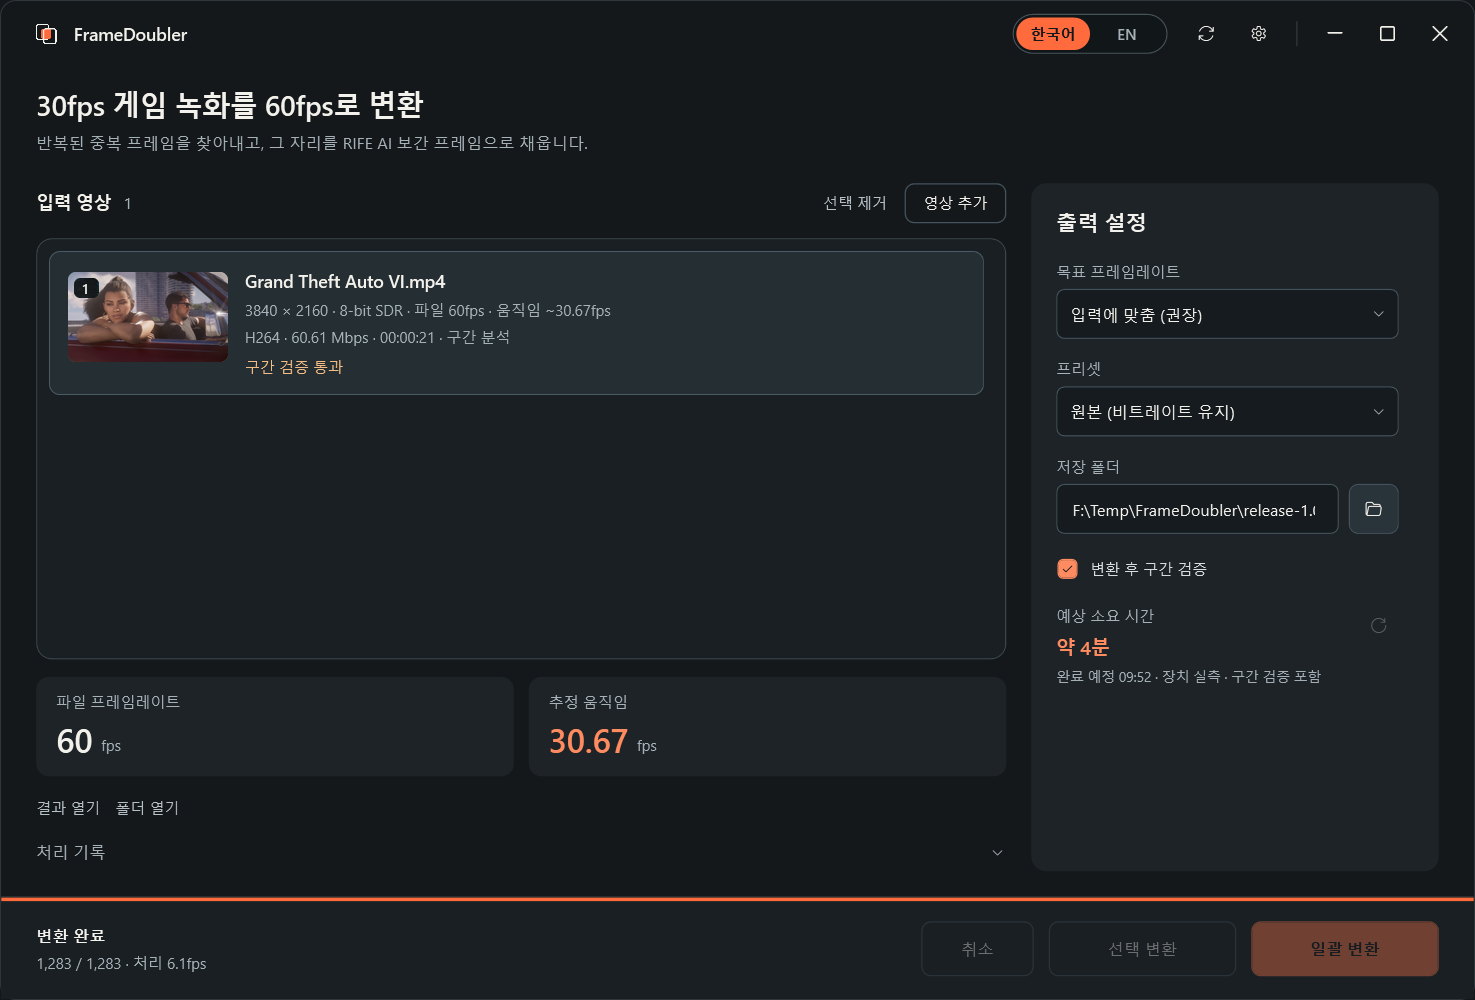 FrameDoubler
한국어
EN
30fps 게임 녹화를 60fps로 변환
반복된 중복 프레임을 찾아내고, 그 자리를 RIFE AI 보간 프레임으로 채웁니다.
입력 영상 1
선택 제거
영상 추가
1
Grand Theft Auto VI.mp4
3840 × 2160 · 8-bit SDR · 파일 60fps · 움직임 ~30.67fps
H264 · 60.61 Mbps · 00:00:21 · 구간 분석
구간 검증 통과
파일 프레임레이트
60 fps
추정 움직임
30.67 fps
결과 열기 폴더 열기
처리 기록
출력 설정
목표 프레임레이트
입력에 맞춤 (권장)
프리셋
원본 (비트레이트 유지)
저장 폴더
F:\Temp\FrameDoubler\release-1.0
변환 후 구간 검증
예상 소요 시간
약 4분
완료 예정 09:52 · 장치 실측 · 구간 검증 포함
변환 완료
1,283 / 1,283 · 처리 6.1fps
취소
선택 변환
일괄 변환